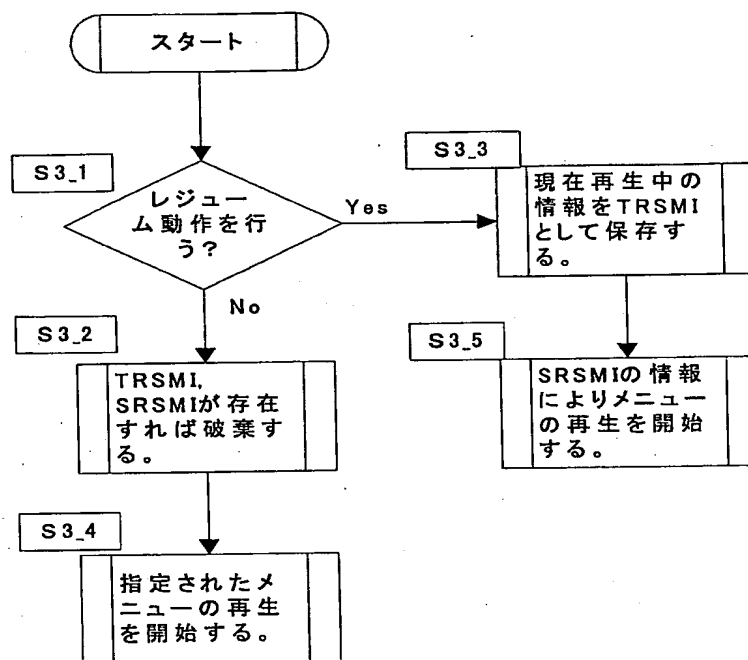 スタート
S3_1
レジュー
ム動作を行
う?
Yes
No
S3_3
現在再生中の
情報をTRSMI
として保存す
る。
S3_2
TRSMI,
SRSMIが存在
すれば破棄す
る。
S3_5
SRSMIの情報
によりメニュー
の再生を開始
する。
S3_4
指定されたメ
ニューの再生
を開始する。